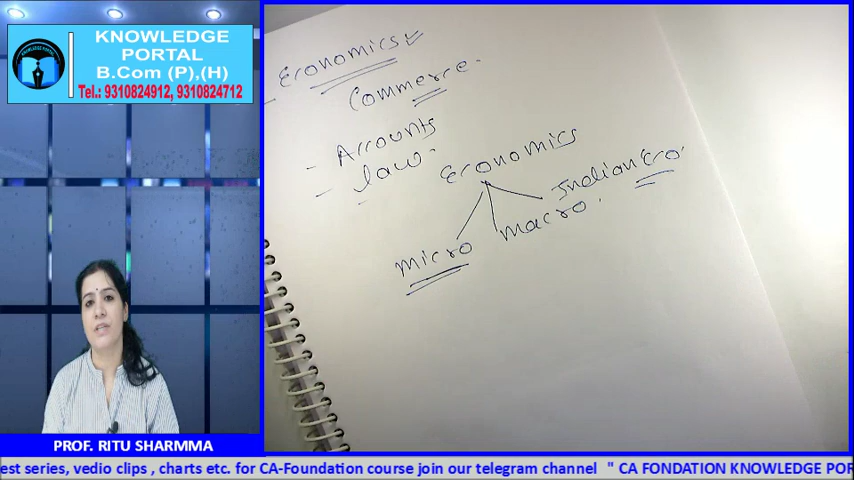 KNOWLEDGE
PORTAL
B.Com (P),(H)
Tel.: 9310824912, 9310824712
Economics
Commerce.
- Accounts
- law.
Economics
micro
macro.
Indian Eco.
PROF. RITU SHARMMA
est series, vedio clips , charts etc. for CA-Foundation course join our telegram channel " CA FONDATION KNOWLEDGE POR